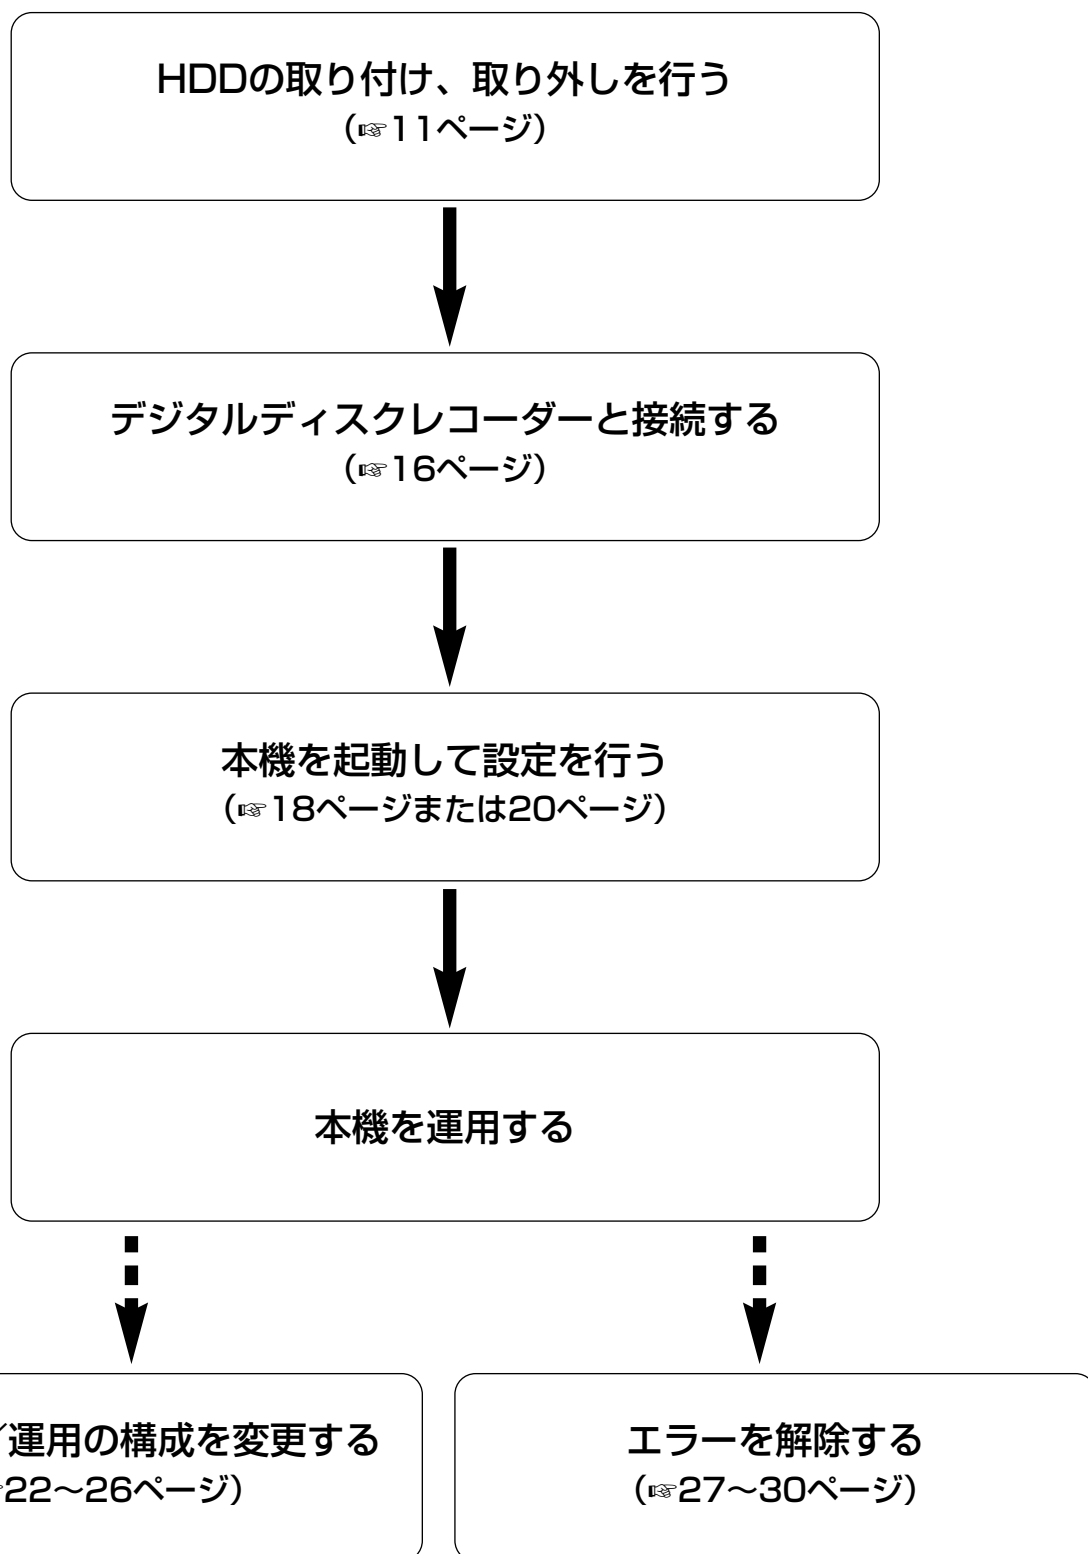 HDDの取り付け、取り外しを行う
(☞11ページ)
デジタルディスクレコーダーと接続する
(☞16ページ)
本機を起動して設定を行う
(☞18ページまたは20ページ)
本機を運用する
/運用の構成を変更する
22〜26ページ)
エラーを解除する
(☞27〜30ページ)